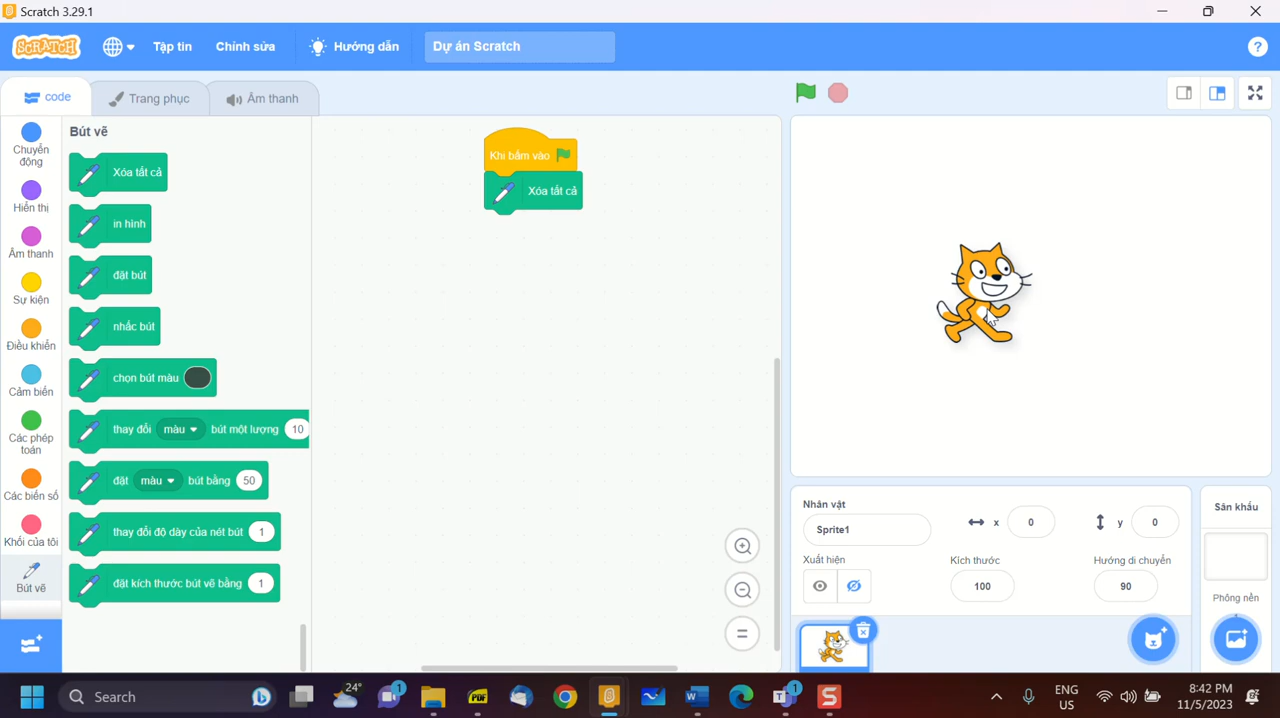 Scratch 3.29.1
SCRATCH
Tập tin
Chính sửa
Hướng dẫn
Dự án Scratch
?
code
Trang phục
Âm thanh
Chuyển động
Hiển thị
Âm thanh
Sự kiện
Điều khiển
Cảm biến
Các phép toán
Các biến số
Khối của tôi
Bút vẽ
Bút vẽ
Xóa tất cả
in hình
đặt bút
nhấc bút
chọn bút màu
thay đổi màu bút một lượng 10
đặt màu bút bằng 50
thay đổi độ dày của nét bút 1
đặt kích thước bút vẽ bằng 1
Khi bấm vào
Xóa tất cả
Nhân vật
Sprite1
x 0
y 0
Xuất hiện
Kích thước
100
Hướng di chuyển
90
Sân khấu
Phông nền
Search
24°
1
PDF
W
T
1
S
ENG
US
8:42 PM
11/5/2023